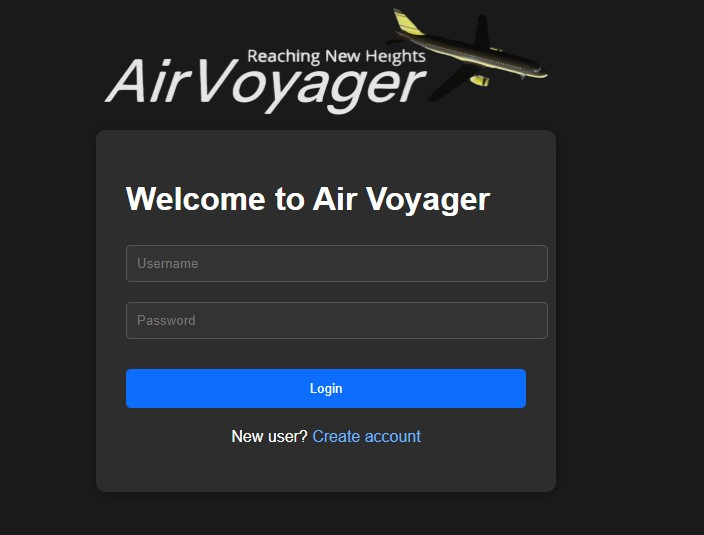 Reaching New Heights
AirVoyager
Welcome to Air Voyager
Username
Password
Login
New user? Create account